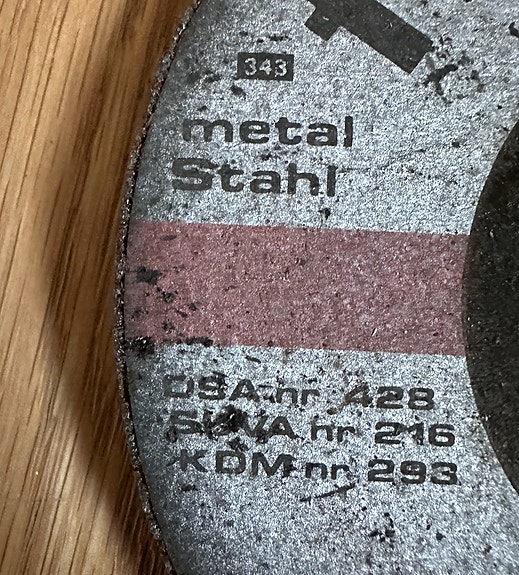 343
metal
Stahl
DSA-nr 428
SUVA nr 216
KDM-nr 293